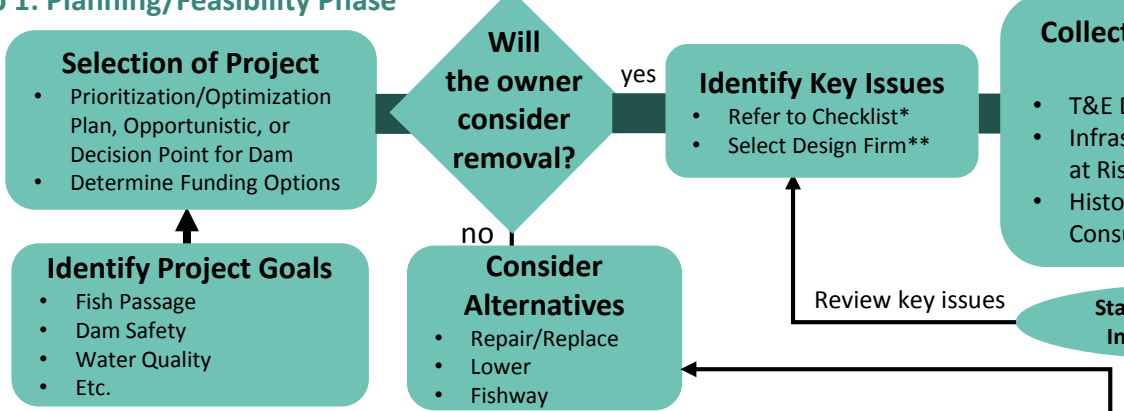 1. Planning/Feasibility Phase
Selection of Project
• Prioritization/Optimization
Plan, Opportunistic, or
Decision Point for Dam
• Determine Funding Options
Will
the owner
consider
removal?
yes
Identify Key Issues
• Refer to Checklist*
• Select Design Firm**
Collect
• T&E
at
• 
no
Identify Project Goals
• Fish Passage
• Dam Safety
• Water Quality
• Etc.
Consider
Alternatives
• Repair/Replace
• Lower
• Fishway
Review key issues